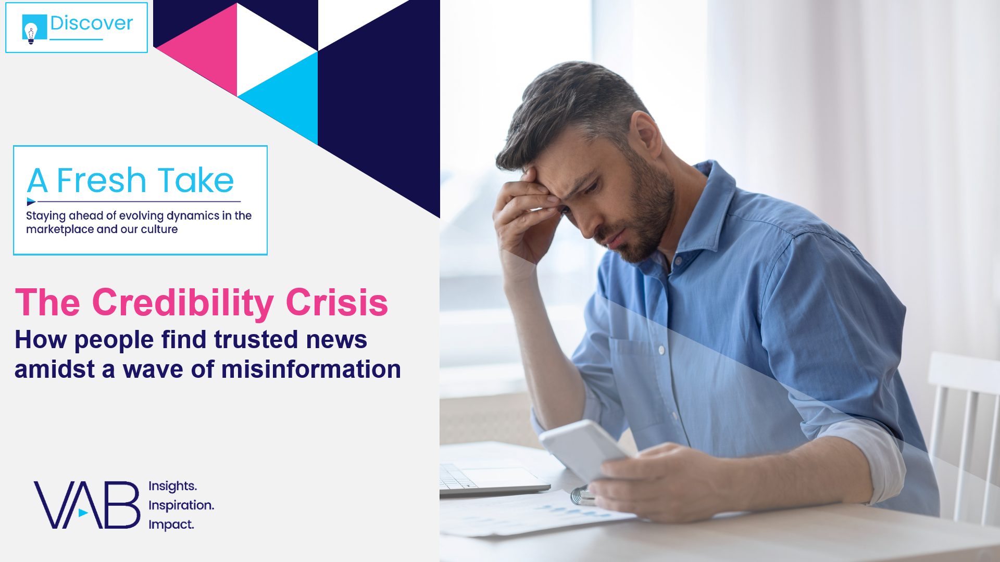 Discover
A Fresh Take
Staying ahead of evolving dynamics in the
marketplace and our culture
The Credibility Crisis
How people find trusted news
amidst a wave of misinformation
VAB
Insights.
Inspiration.
Impact.